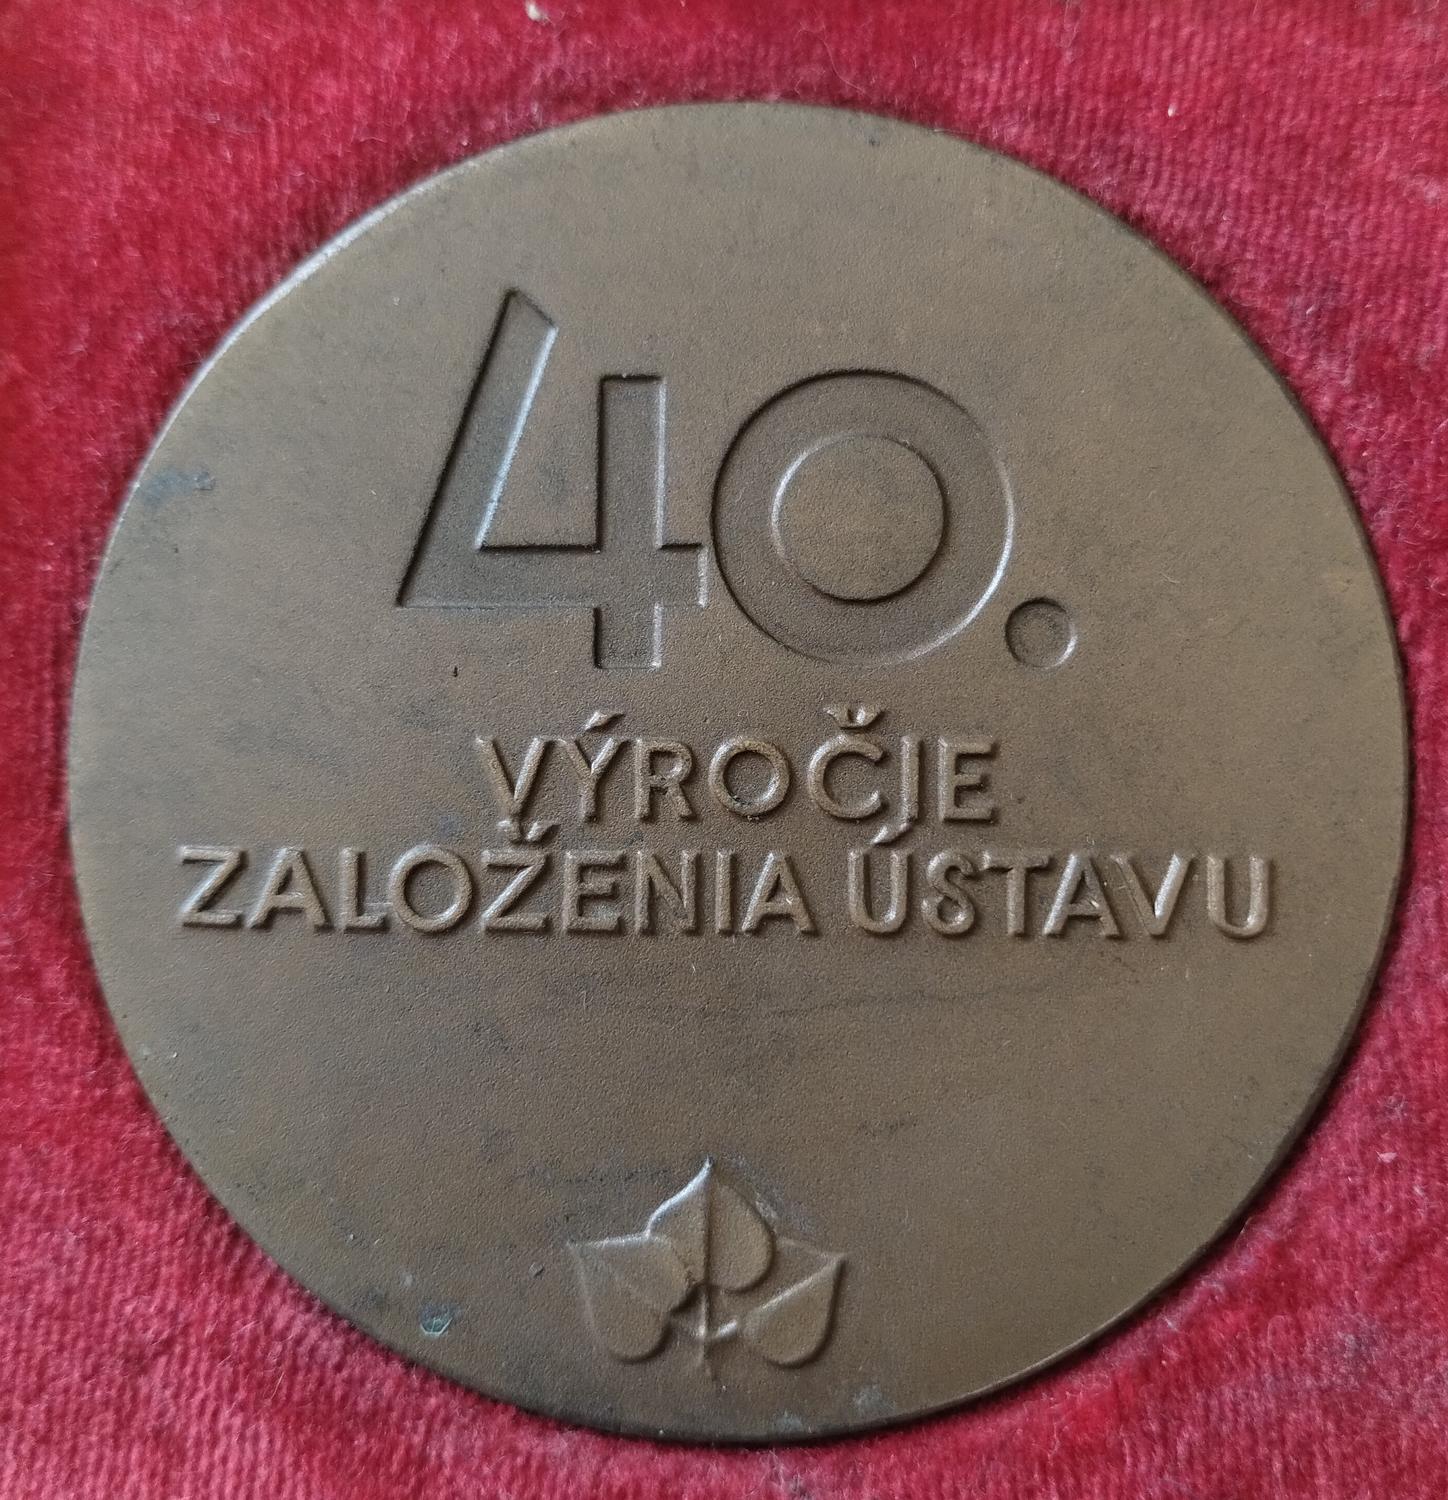 40.
VÝROČIE
ZALOŽENIA ÚSTAVU